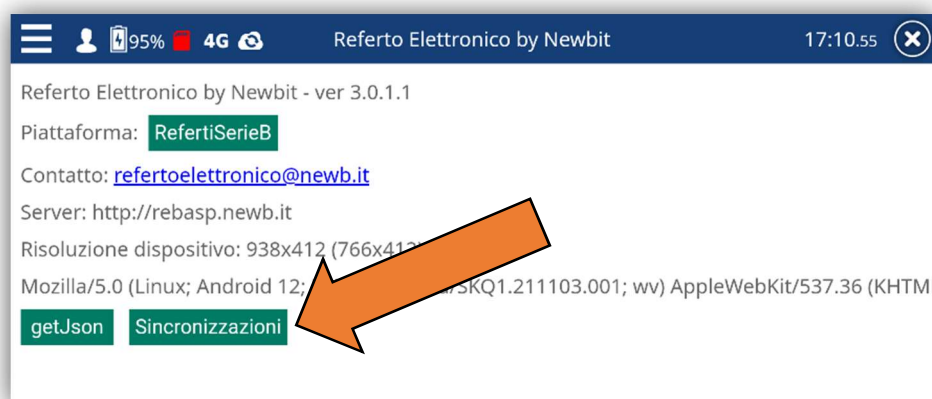 95% 4G Referto Elettronico by Newbit 17:10.55
Referto Elettronico by Newbit - ver 3.0.1.1
Piattaforma: RefertiSerieB
Contatto: refertoelettronico@newb.it
Server: http://rebasp.newb.it
Risoluzione dispositivo: 938x412 (766x412
Mozilla/5.0 (Linux; Android 12; /SKQ1.211103.001; wv) AppleWebKit/537.36 (KHTM
getJson Sincronizzazioni